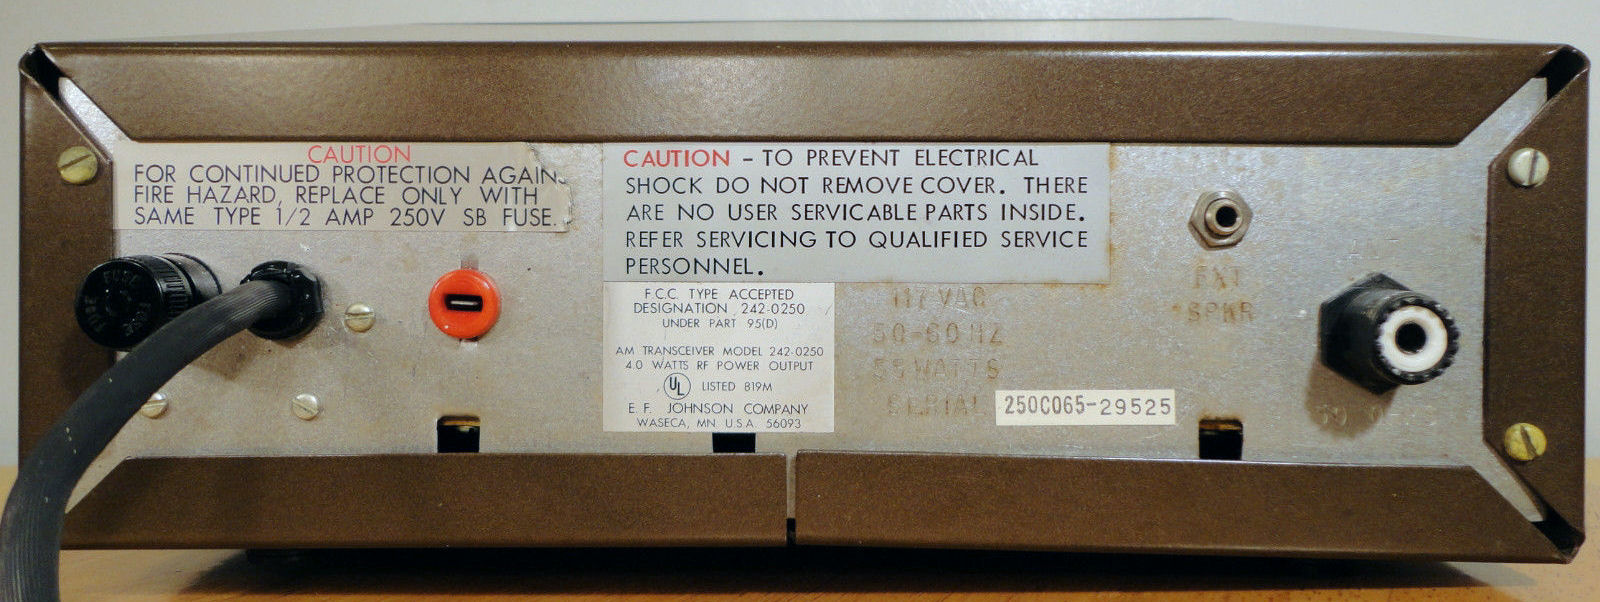 CAUTION
FOR CONTINUED PROTECTION AGAIN
FIRE HAZARD, REPLACE ONLY WITH
SAME TYPE 1/2 AMP 250V SB FUSE.
CAUTION - TO PREVENT ELECTRICAL
SHOCK DO NOT REMOVE COVER. THERE
ARE NO USER SERVICABLE PARTS INSIDE.
REFER SERVICING TO QUALIFIED SERVICE
PERSONNEL.
F.C.C. TYPE ACCEPTED
DESIGNATION 242-0250
UNDER PART 95(D)
AM TRANSCEIVER MODEL 242-0250
4.0 WATTS RF POWER OUTPUT
UL LISTED 819M
E. F. JOHNSON COMPANY
WASECA, MN U.S.A. 56093
117 VAC
50-60 HZ
55 WATTS
SERIAL 250C065-29525
EXT
SPKR
ANT
FUSE
FUSE